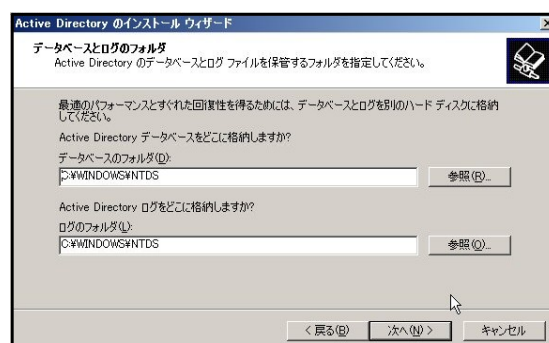 Active Directory のインストール ウィザード
データベースとログのフォルダ
Active Directory のデータベースとログ ファイルを保管するフォルダを指定してください。
最適のパフォーマンスとすぐれた回復性を得るためには、データベースとログを別のハード ディスクに格納
してください。
Active Directory データベースをどこに格納しますか?
データベースのフォルダ(D):
C:¥WINDOWS¥NTDS
参照(R)...
Active Directory ログをどこに格納しますか?
ログのフォルダ(L):
C:¥WINDOWS¥NTDS
参照(O)...
< 戻る(B) 次へ(N) > キャンセル